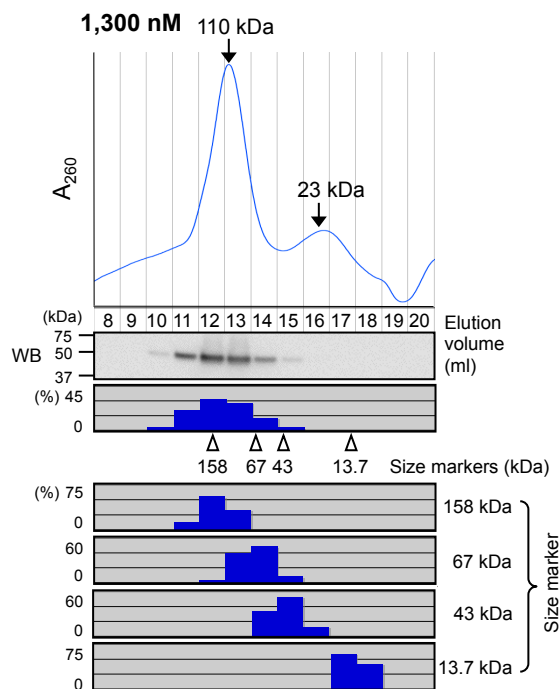 1,300 nM
110 kDa
A260
23 kDa
(kDa) 8 9 10 11 12 13 14 15 16 17 18 19 20 Elution volume (ml)
75
WB 50
37
(%) 45
0
158 67 43 13.7 Size markers (kDa)
(%) 75
0
158 kDa
60
0
67 kDa
60
0
43 kDa
75
0
13.7 kDa
Size marker